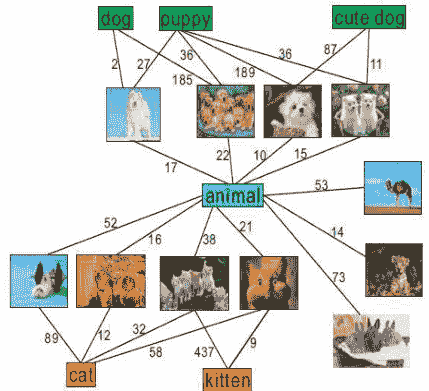 dog puppy cute dog
2 27 36 36 87
185 189 11
17 22 10 15
animal
53
52 16 38 21 14
73
89 12 32 58 437 9
cat kitten